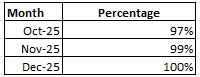 Month Percentage
Oct-25 97%
Nov-25 99%
Dec-25 100%